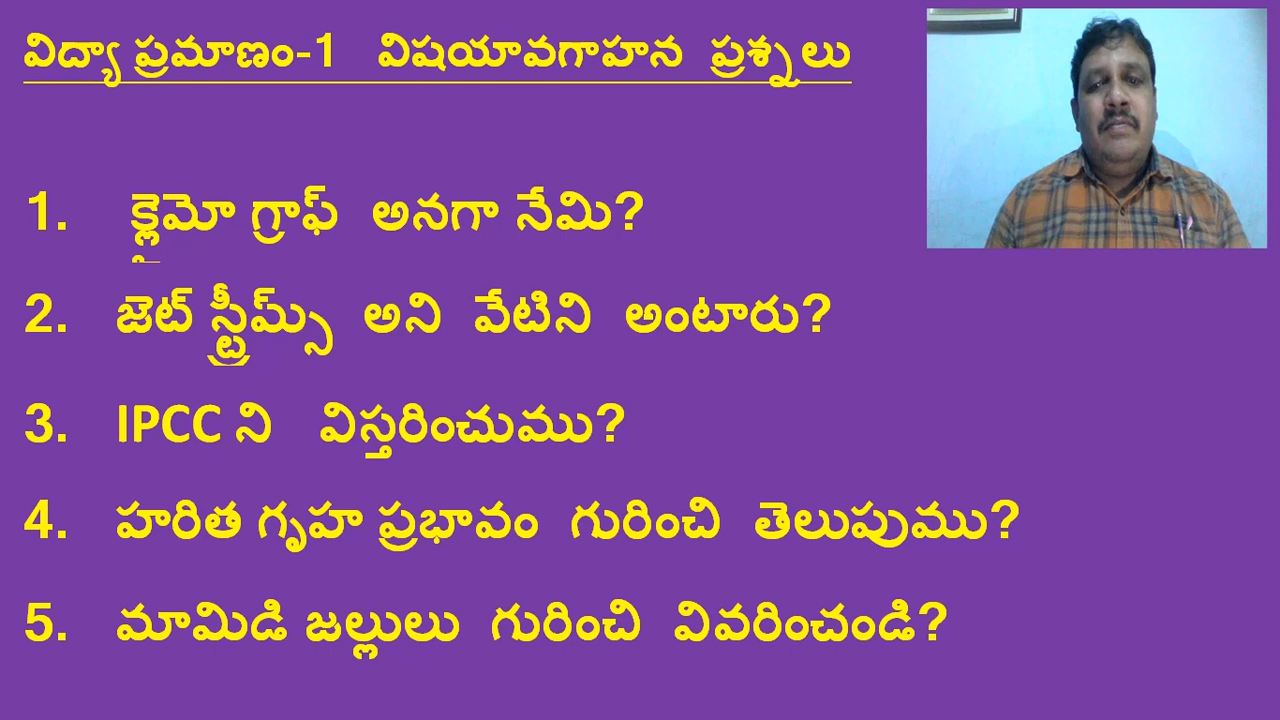 విద్యా ప్రమాణం-1 విషయావగాహన ప్రశ్నలు
1. క్లైమో గ్రాఫ్ అనగా నేమి?
2. జెట్ స్ట్రీమ్స్ అని వేటిని అంటారు?
3. IPCC ని విస్తరించుము?
4. హరిత గృహ ప్రభావం గురించి తెలుపుము?
5. మామిడి జల్లులు గురించి వివరించండి?